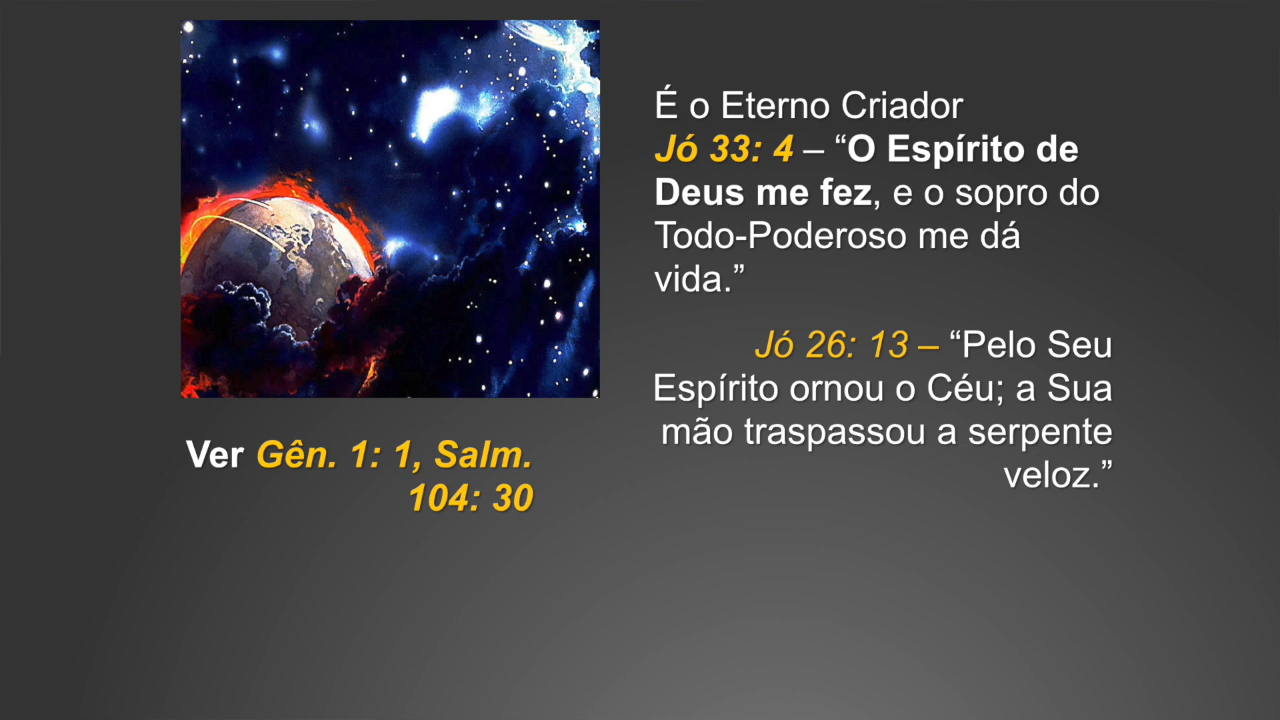 É o Eterno Criador
Jó 33: 4 – “O Espírito de
Deus me fez, e o sopro do
Todo-Poderoso me dá
vida.”
Jó 26: 13 – “Pelo Seu
Espírito ornou o Céu; a Sua
mão traspassou a serpente
veloz.”
Ver Gên. 1: 1, Salm.
104: 30